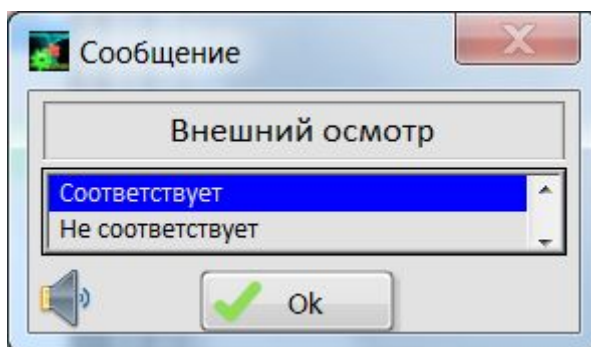 Сообщение
Внешний осмотр
Соответствует
Не соответствует
Ok